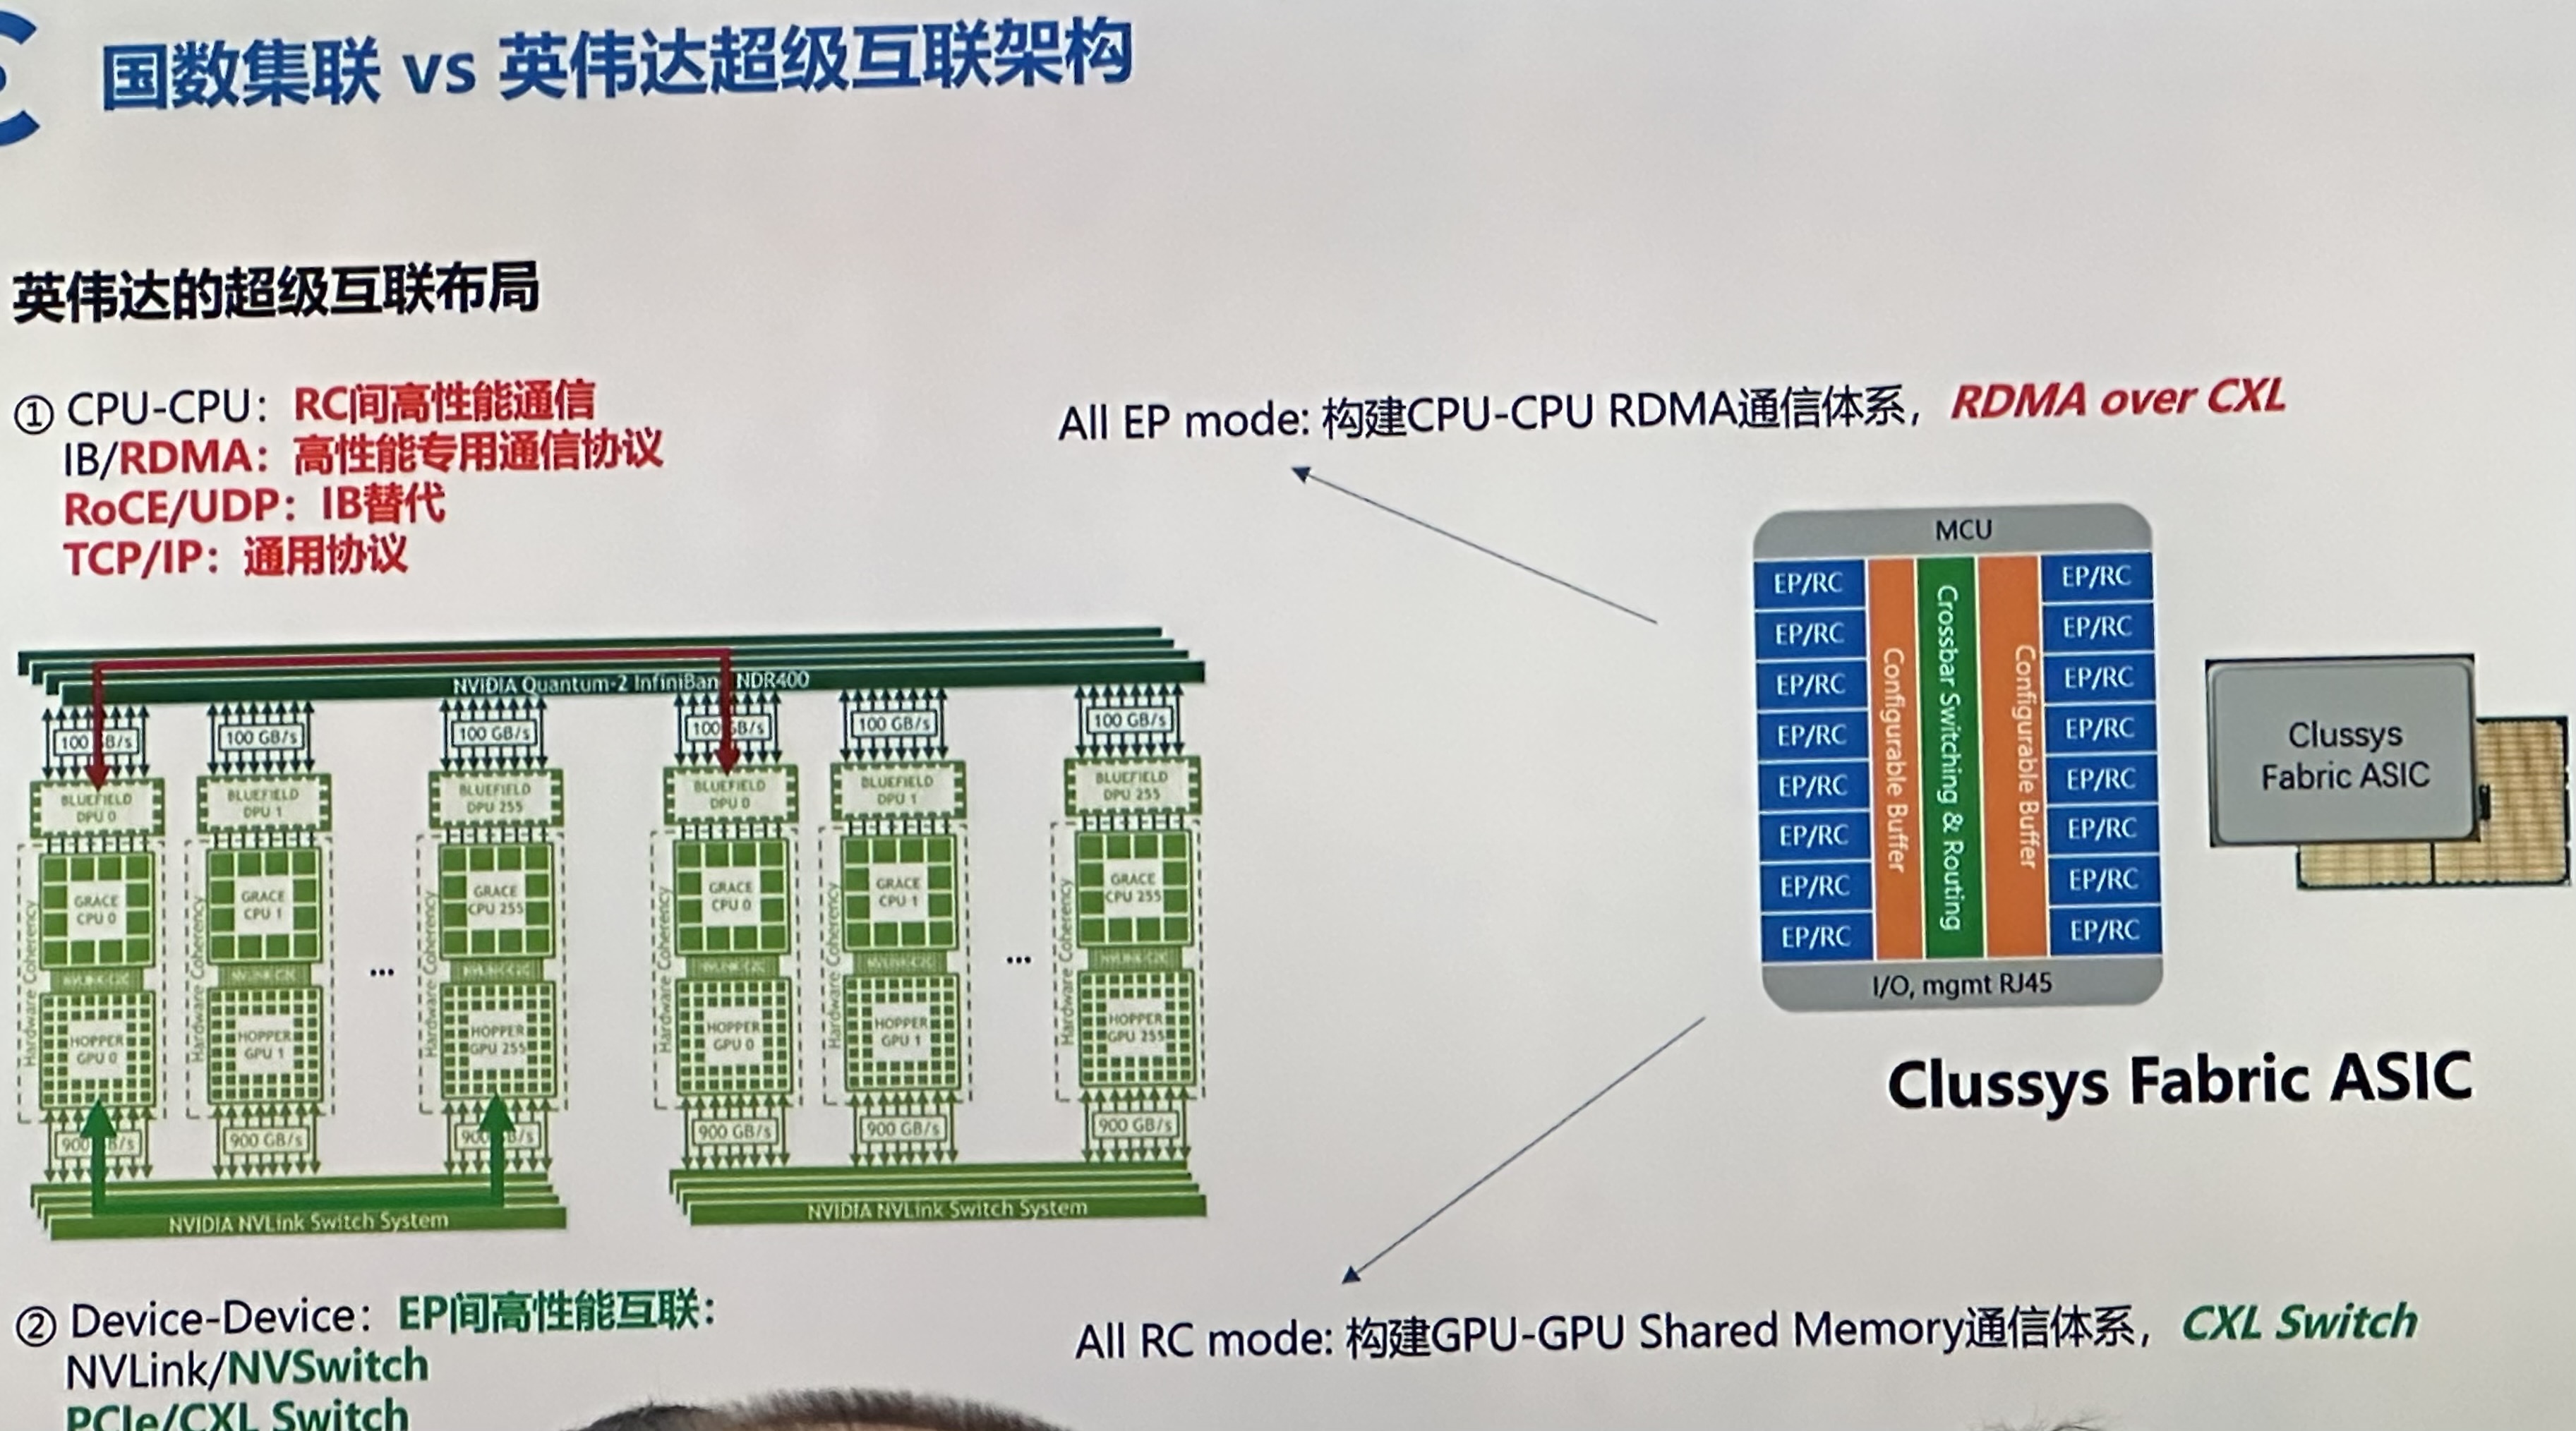 国数集联 vs 英伟达超级互联架构
英伟达的超级互联布局
① CPU-CPU：RC间高性能通信
IB/RDMA：高性能专用通信协议
RoCE/UDP：IB替代
TCP/IP：通用协议
NVIDIA Quantum-2 InfiniBan NDR400
100 GB/s
100 GB/s
100 GB/s
100 GB/s
100 GB/s
100 GB/s
BLUEFIELD DPU 0
BLUEFIELD DPU 1
BLUEFIELD DPU 255
BLUEFIELD DPU 0
BLUEFIELD DPU 1
BLUEFIELD DPU 255
Hardware Coherency
Hardware Coherency
Hardware Coherency
Hardware Coherency
Hardware Coherency
Hardware Coherency
GRACE CPU 0
GRACE CPU 1
GRACE CPU 255
GRACE CPU 0
GRACE CPU 1
GRACE CPU 255
NVLINK-C2C
NVLINK-C2C
NVLINK-C2C
NVLINK-C2C
NVLINK-C2C
NVLINK-C2C
...
...
HOPPER GPU 0
HOPPER GPU 1
HOPPER GPU 255
HOPPER GPU 0
HOPPER GPU 1
HOPPER GPU 255
900 GB/s
900 GB/s
900 GB/s
900 GB/s
900 GB/s
900 GB/s
NVIDIA NVLink Switch System
NVIDIA NVLink Switch System
② Device-Device：EP间高性能互联：
NVLink/NVSwitch
PCIe/CXL Switch
All EP mode: 构建CPU-CPU RDMA通信体系，RDMA over CXL
MCU
EP/RC
EP/RC
EP/RC
EP/RC
EP/RC
EP/RC
EP/RC
EP/RC
Configurable Buffer
Crossbar Switching & Routing
Configurable Buffer
EP/RC
EP/RC
EP/RC
EP/RC
EP/RC
EP/RC
EP/RC
EP/RC
I/O, mgmt RJ45
Clussys
Fabric ASIC
Clussys Fabric ASIC
All RC mode: 构建GPU-GPU Shared Memory通信体系，CXL Switch